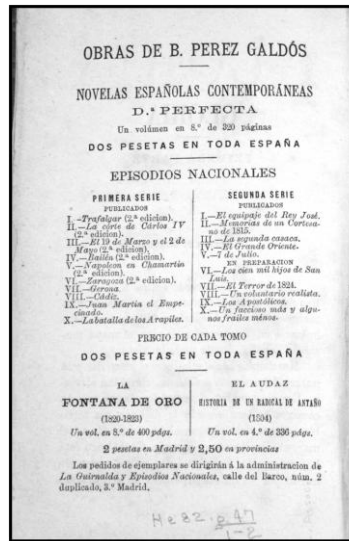 OBRAS DE B. PEREZ GALDÓS
NOVELAS ESPAÑOLAS CONTEMPORÁNEAS
D.ª PERFECTA
Un volúmen en 8.º de 320 páginas
DOS PESETAS EN TODA ESPAÑA
EPISODIOS NACIONALES
PRIMERA SERIE
PUBLICADOS
I.—Trafalgar (2.ª edicion).
II.—La córte de Cárlos IV
(2.ª edicion).
III.—El 19 de Marzo y el 2 de
Mayo (2.ª edicion).
IV.—Bailén (2.ª edicion).
V.—Napoleon en Chamartin
(2.ª edicion).
VI.—Zaragoza (2.ª edicion).
VII.—Gerona.
VIII.—Cádiz.
IX.—Juan Martin el Empe-
cinado.
X.—La batalla de los Arapiles.
SEGUNDA SERIE
PUBLICADOS
I.—El equipaje del Rey José.
II.—Memorias de un Cortesa-
no de 1815.
III.—La segunda casaca.
IV.—El Grande Oriente.
V.—7 de Julio.
EN PREPARACION
VI.—Los cien mil hijos de San
Luis.
VII.—El Terror de 1824.
VIII.—Un voluntario realista.
IX.—Los Apostólicos.
X.—Un faccioso más y algu-
nos frailes ménos.
PRECIO DE CADA TOMO
DOS PESETAS EN TODA ESPAÑA
LA
FONTANA DE ORO
(1820-1823)
Un vol. en 8.º de 400 págs.
EL AUDAZ
HISTORIA DE UN RADICAL DE ANTAÑO
(1504)
Un vol. en 4.º de 336 págs.
2 pesetas en Madrid y 2,50 en provincias
Los pedidos de ejemplares se dirigirán á la administracion de
La Guirnalda y Episodios Nacionales, calle del Barco, núm. 2
duplicado, 3.º Madrid.
p. 47
1-2